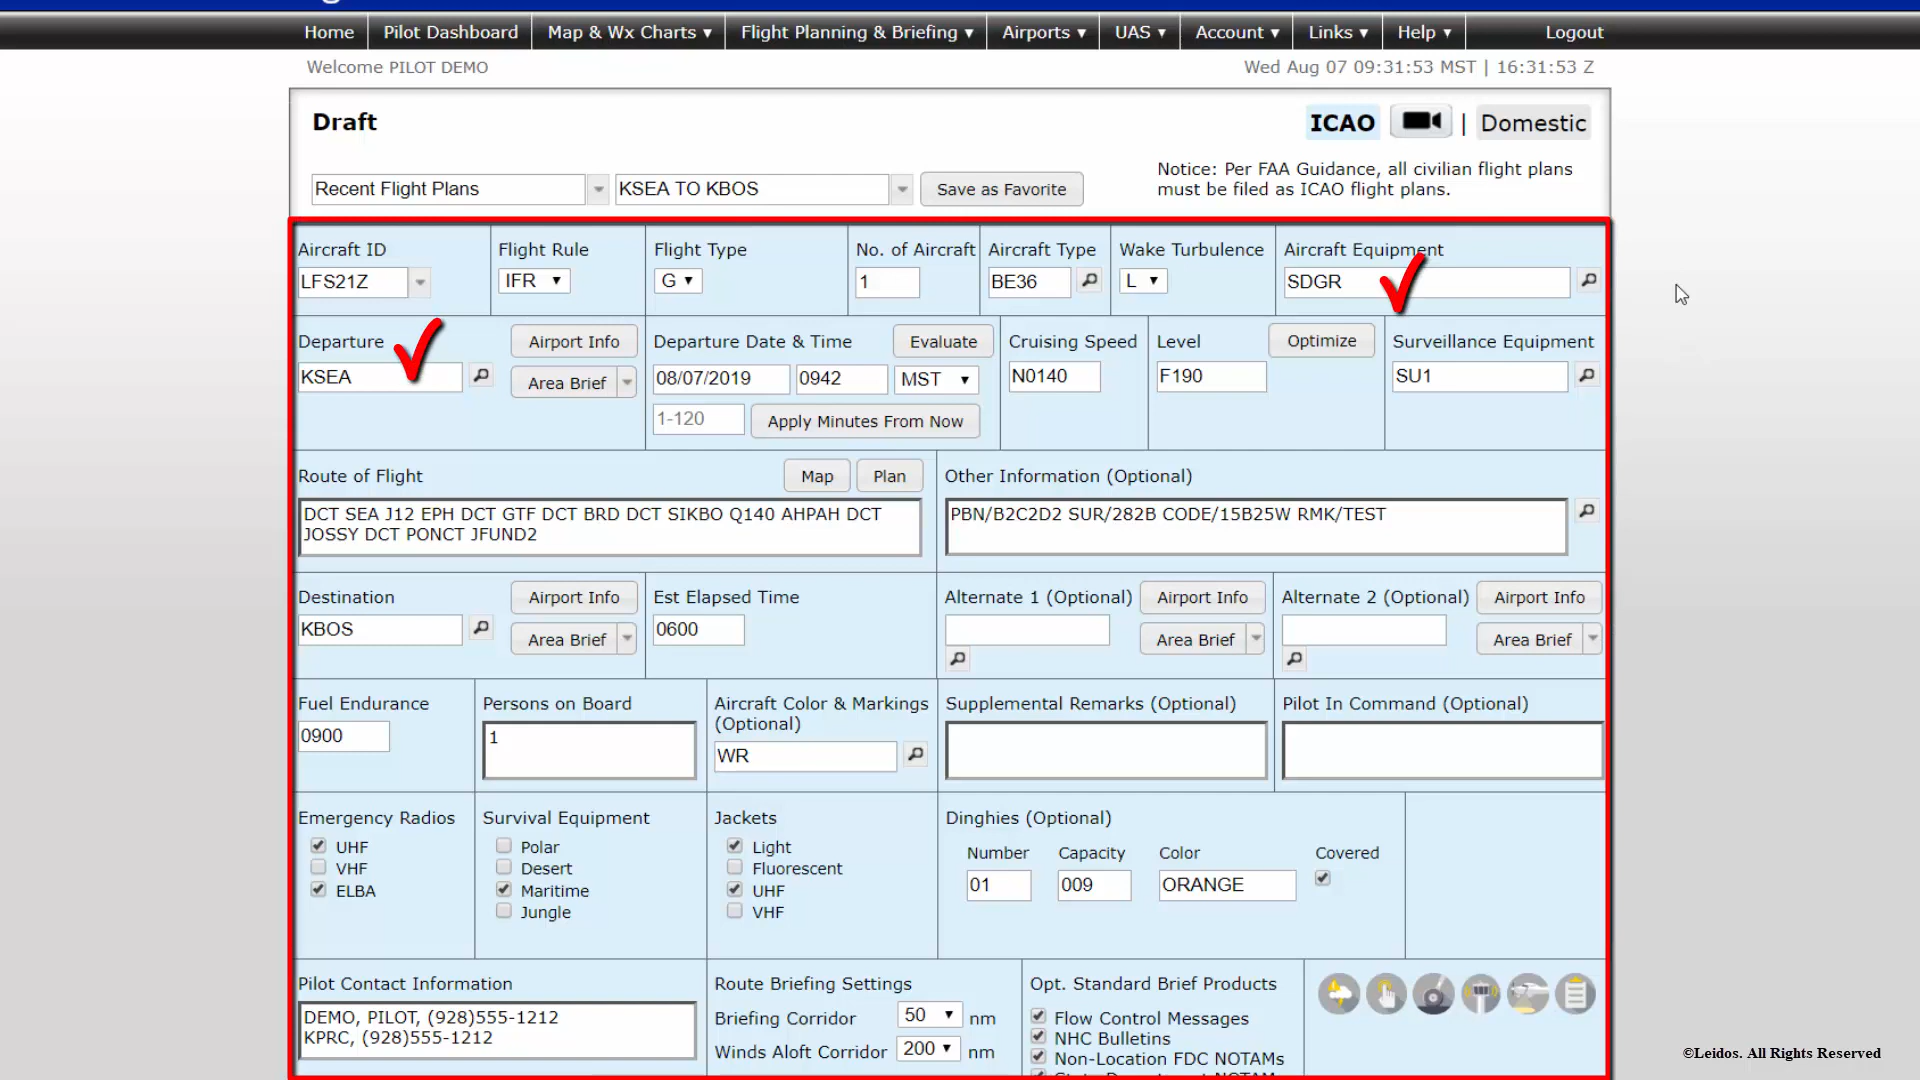 Home Pilot Dashboard Map & Wx Charts ▾ Flight Planning & Briefing ▾ Airports ▾ UAS ▾ Account ▾ Links ▾ Help ▾ Logout
Welcome PILOT DEMO Wed Aug 07 09:31:53 MST | 16:31:53 Z
Draft ICAO | Domestic
Notice: Per FAA Guidance, all civilian flight plans
must be filed as ICAO flight plans.
Recent Flight Plans KSEA TO KBOS Save as Favorite
Aircraft ID Flight Rule Flight Type No. of Aircraft Aircraft Type Wake Turbulence Aircraft Equipment
LFS21Z IFR G 1 BE36 L SDGR
Departure Airport Info Departure Date & Time Evaluate Cruising Speed Level Optimize Surveillance Equipment
KSEA Area Brief 08/07/2019 0942 MST N0140 F190 SU1
1-120 Apply Minutes From Now
Route of Flight Map Plan Other Information (Optional)
DCT SEA J12 EPH DCT GTF DCT BRD DCT SIKBO Q140 AHPAH DCT
JOSSY DCT PONCT JFUND2
PBN/B2C2D2 SUR/282B CODE/15B25W RMK/TEST
Destination Airport Info Est Elapsed Time Alternate 1 (Optional) Airport Info Alternate 2 (Optional) Airport Info
KBOS Area Brief 0600 Area Brief Area Brief
Fuel Endurance Persons on Board Aircraft Color & Markings
(Optional) Supplemental Remarks (Optional) Pilot In Command (Optional)
0900 1 WR
Emergency Radios Survival Equipment Jackets Dinghies (Optional)
UHF Polar Light Number Capacity Color Covered
VHF Desert Fluorescent 01 009 ORANGE
ELBA Maritime UHF
Jungle VHF
Pilot Contact Information Route Briefing Settings Opt. Standard Brief Products
DEMO, PILOT, (928)555-1212 Briefing Corridor 50 nm Flow Control Messages
KPRC, (928)555-1212 NHC Bulletins
Winds Aloft Corridor 200 nm Non-Location FDC NOTAMs
©Leidos. All Rights Reserved